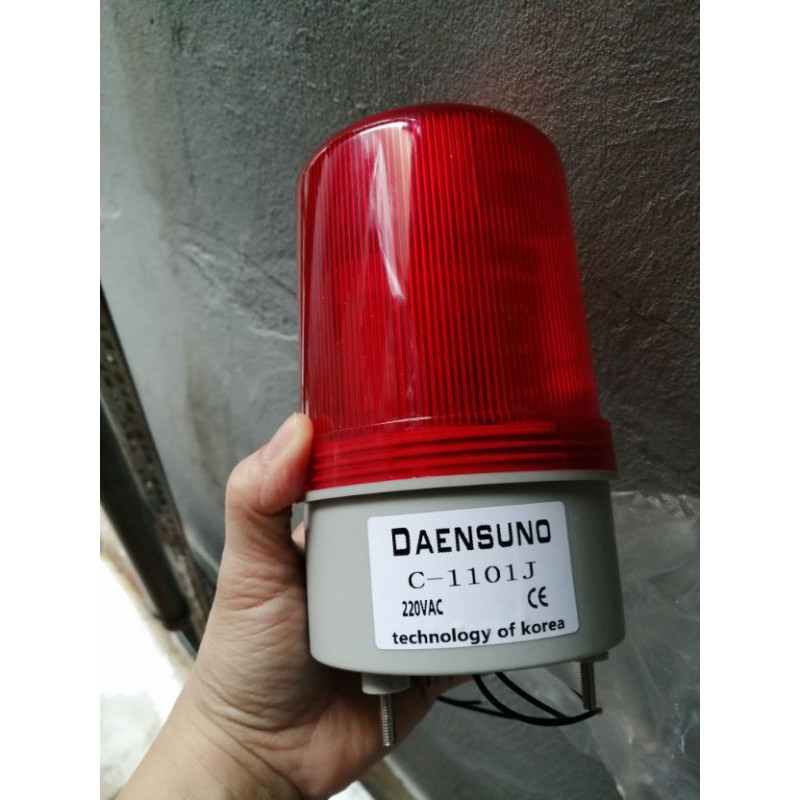 DAENSUNO
C-1101J
220VAC CE
technology of korea